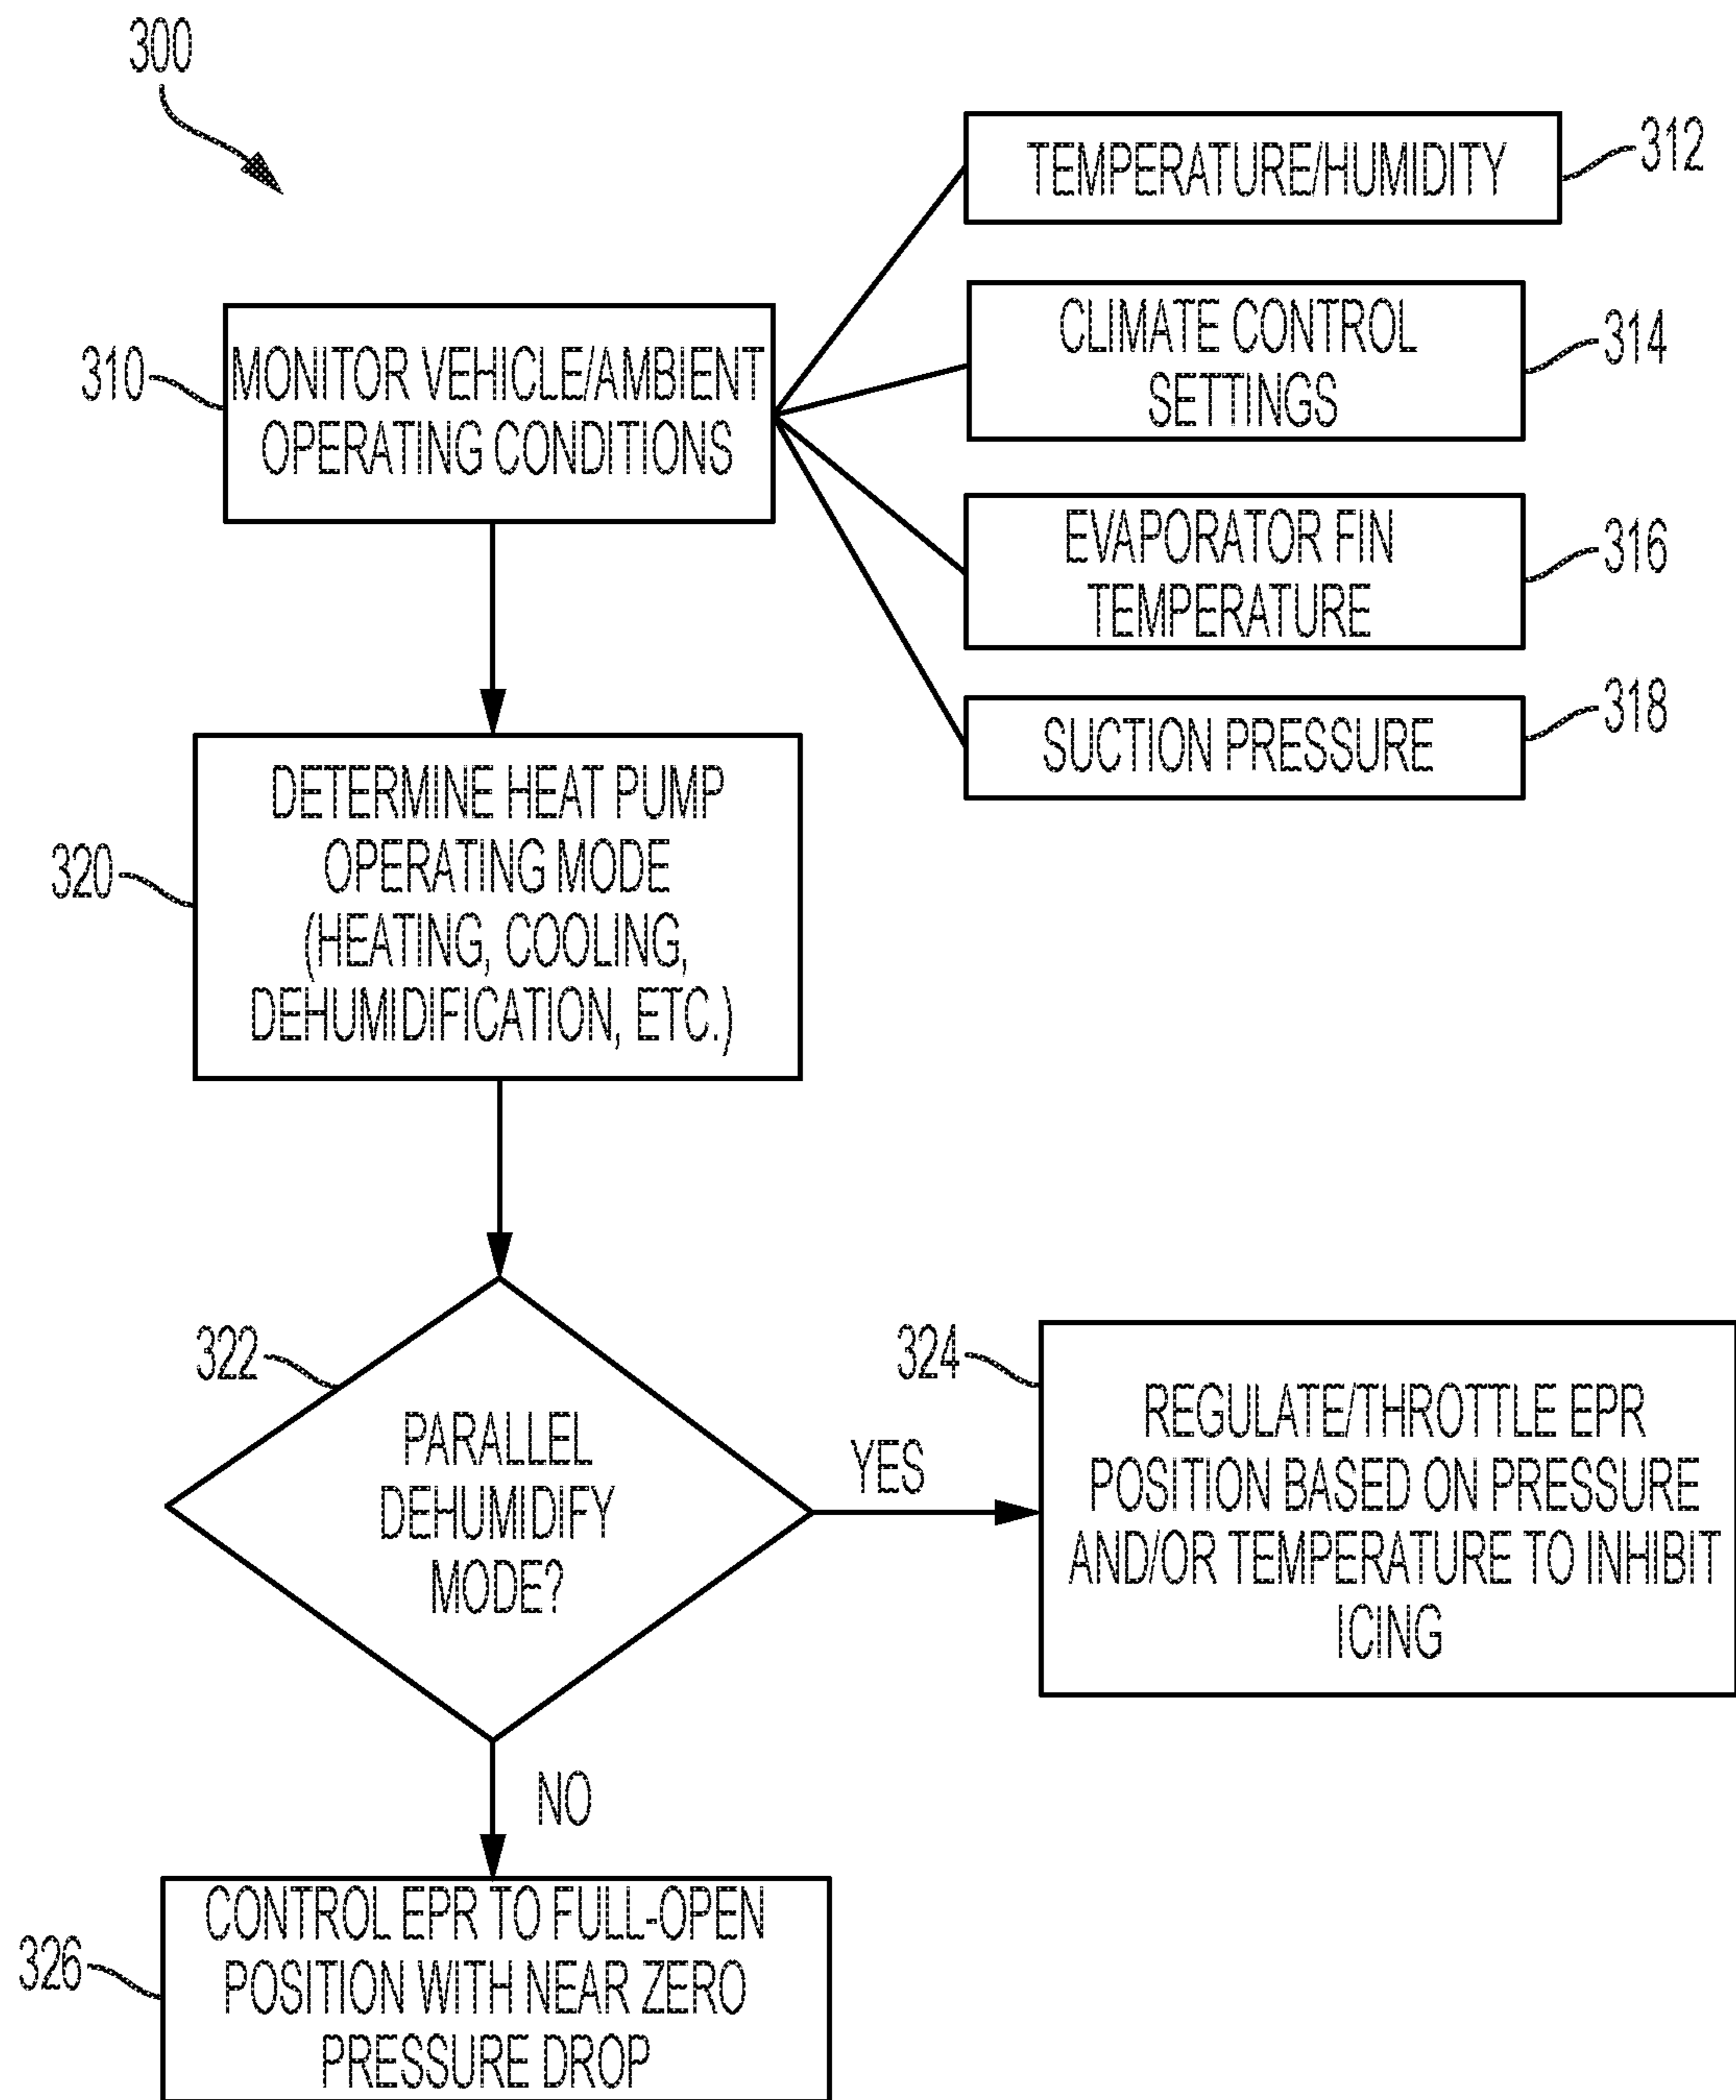 300
TEMPERATURE/HUMIDITY
312
CLIMATE CONTROL
SETTINGS
314
310
MONITOR VEHICLE/AMBIENT
OPERATING CONDITIONS
EVAPORATOR FIN
TEMPERATURE
316
SUCTION PRESSURE
318
320
DETERMINE HEAT PUMP
OPERATING MODE
(HEATING, COOLING,
DEHUMIDIFICATION, ETC.)
322
PARALLEL
DEHUMIDIFY
MODE?
YES
324
REGULATE/THROTTLE EPR
POSITION BASED ON PRESSURE
AND/OR TEMPERATURE TO INHIBIT
ICING
NO
326
CONTROL EPR TO FULL-OPEN
POSITION WITH NEAR ZERO
PRESSURE DROP